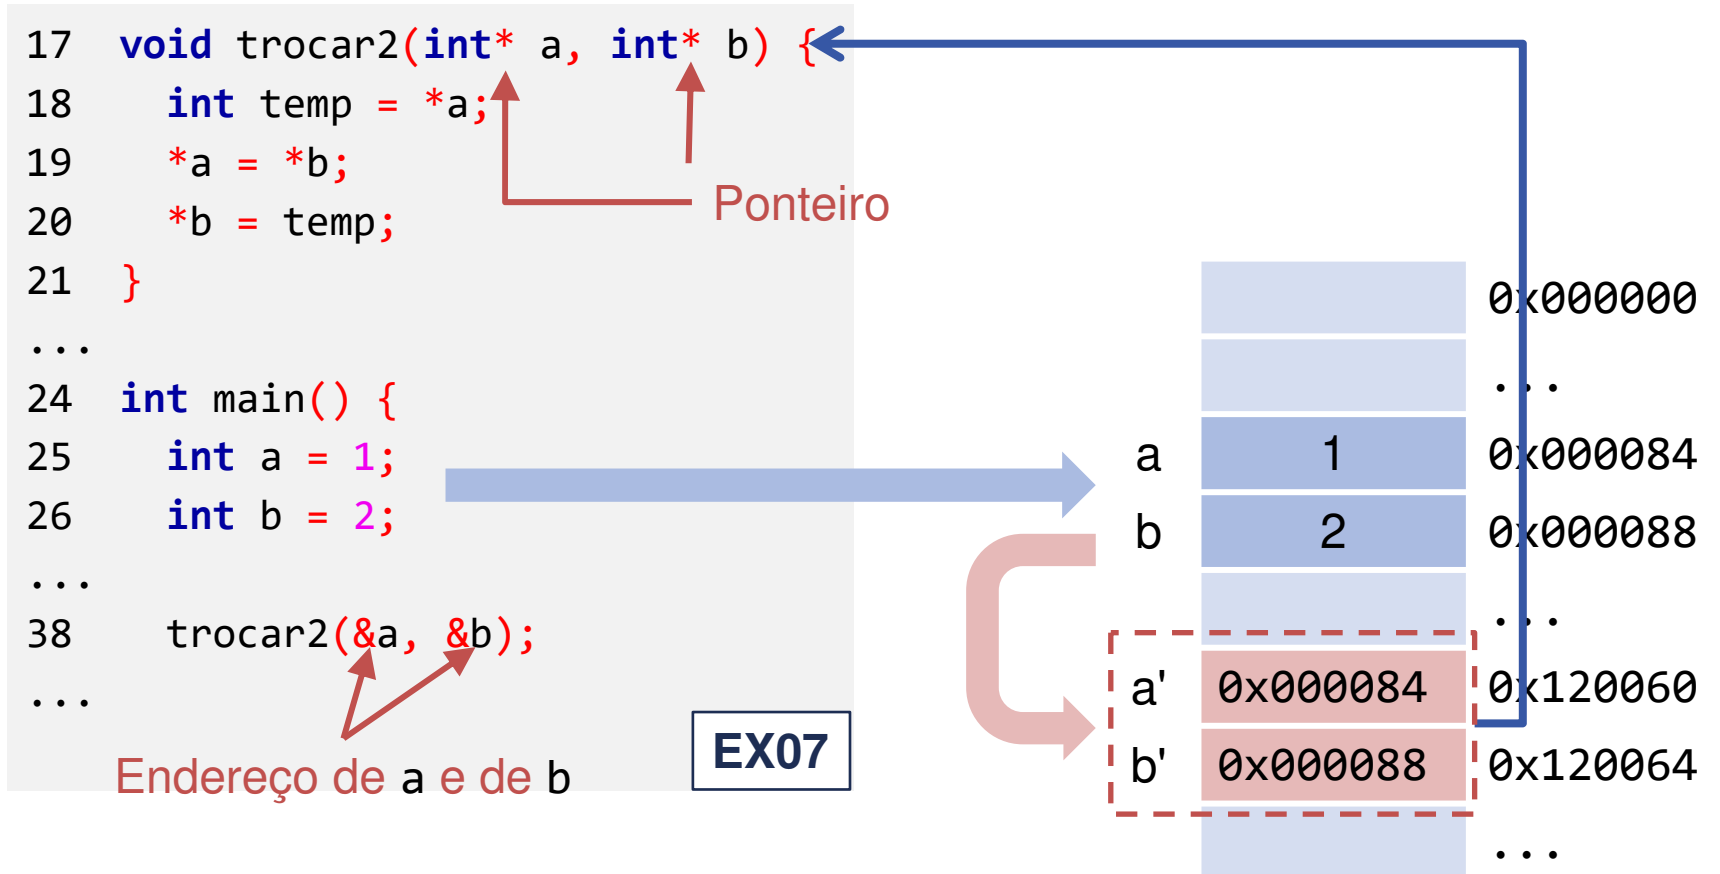 17 void trocar2(int* a, int* b) {
18 int temp = *a;
19 *a = *b;
20 *b = temp;
21 }
...
24 int main() {
25 int a = 1;
26 int b = 2;
...
38 trocar2(&a, &b);
...
Ponteiro
Endereço de a e de b
EX07
0x000000
...
a 1 0x000084
b 2 0x000088
...
a' 0x000084 0x120060
b' 0x000088 0x120064
...